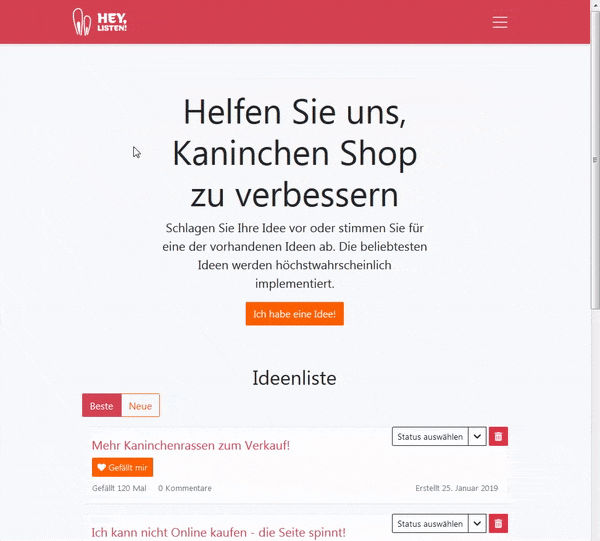 HEY,
LISTEN!
Helfen Sie uns,
Kaninchen Shop
zu verbessern
Schlagen Sie Ihre Idee vor oder stimmen Sie für
eine der vorhandenen Ideen ab. Die beliebtesten
Ideen werden höchstwahrscheinlich
implementiert.
Ich habe eine Idee!
Ideenliste
Beste Neue
Status auswählen
Mehr Kaninchenrassen zum Verkauf!
Gefällt mir
Gefällt 120 Mal 0 Kommentare Erstellt 25. Januar 2019
Status auswählen
Ich kann nicht Online kaufen - die Seite spinnt!